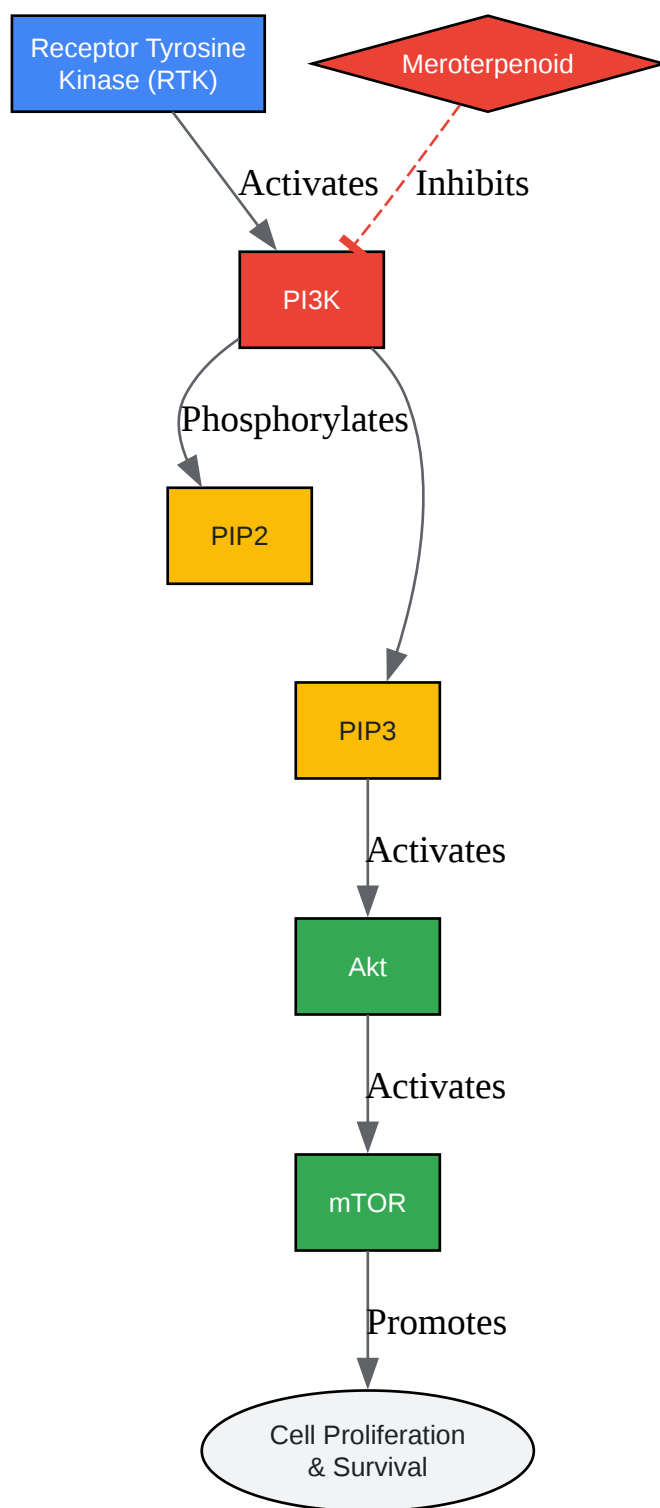 Receptor Tyrosine
Kinase (RTK)
Meroterpenoid
Activates
Inhibits
PI3K
Phosphorylates
PIP2
PIP3
Activates
Akt
Activates
mTOR
Promotes
Cell Proliferation
& Survival